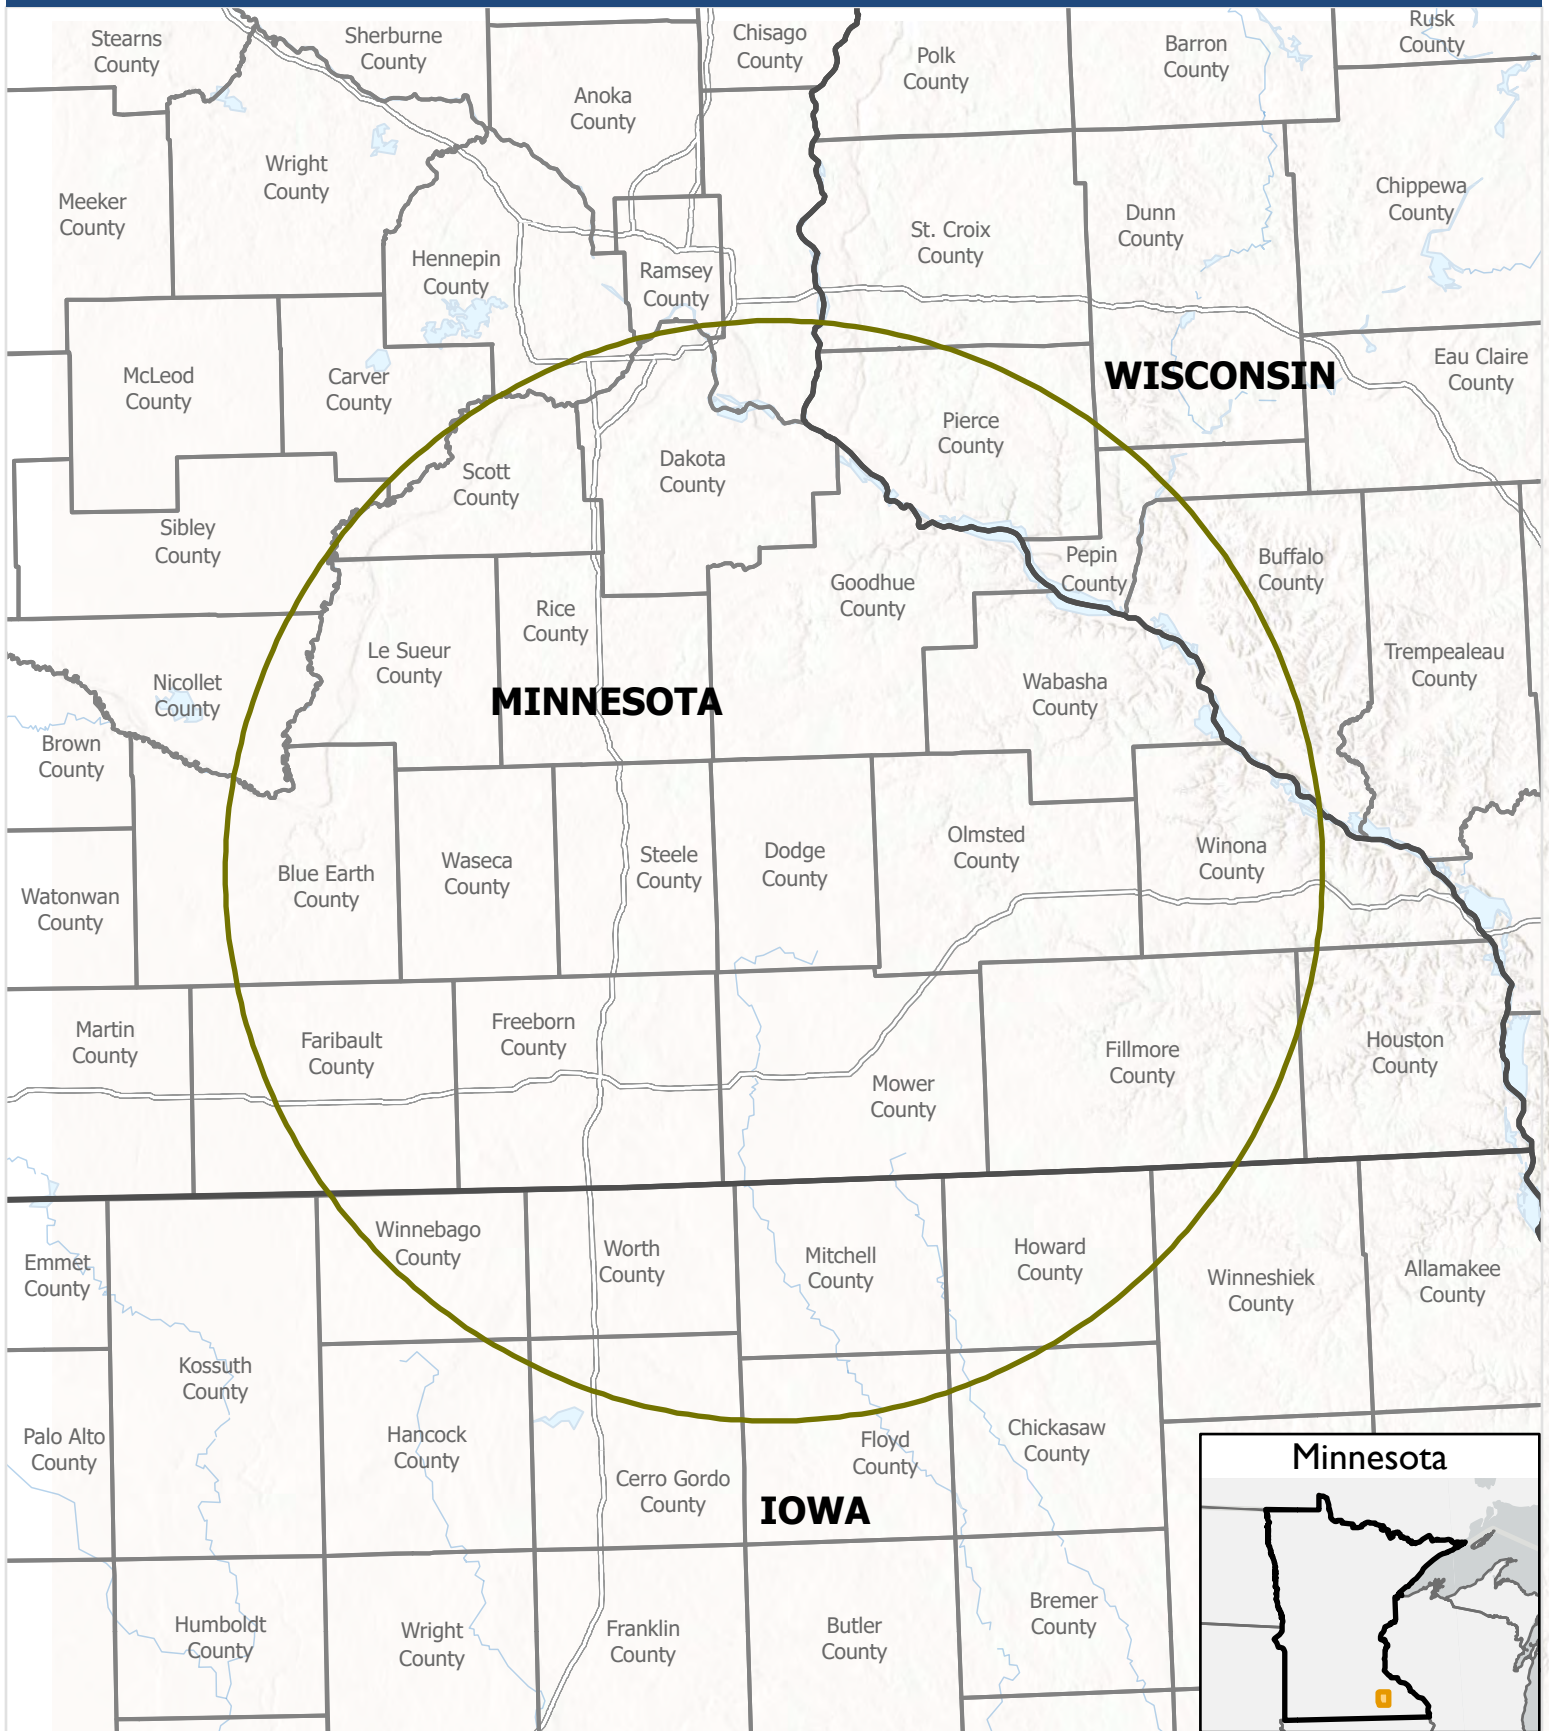 Stearns
County
Sherburne
County
Chisago
County
Polk
County
Barron
County
Rusk
County
Anoka
County
Wright
County
Meeker
County
Chippewa
County
Dunn
County
St. Croix
County
Hennepin
County
Ramsey
County
McLeod
County
Carver
County
WISCONSIN
Eau Claire
County
Pierce
County
Scott
County
Dakota
County
Sibley
County
Pepin
County
Buffalo
County
Goodhue
County
Rice
County
Le Sueur
County
Trempealeau
County
Nicollet
County
MINNESOTA
Wabasha
County
Brown
County
Blue Earth
County
Waseca
County
Steele
County
Dodge
County
Olmsted
County
Winona
County
Watonwan
County
Martin
County
Faribault
County
Freeborn
County
Mower
County
Fillmore
County
Houston
County
Emmet
County
Winnebago
County
Worth
County
Mitchell
County
Howard
County
Winneshiek
County
Allamakee
County
Kossuth
County
Palo Alto
County
Hancock
County
Cerro Gordo
County
Floyd
County
Chickasaw
County
IOWA
Minnesota
Humboldt
County
Wright
County
Franklin
County
Butler
County
Bremer
County